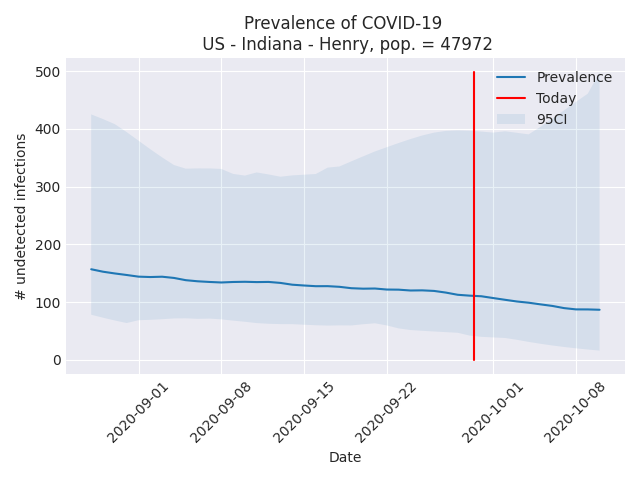 Prevalence of COVID-19
US - Indiana - Henry, pop. = 47972
# undetected infections
500
400
300
200
100
0
Prevalence
Today
95CI
2020-09-01
2020-09-08
2020-09-15
2020-09-22
2020-10-01
2020-10-08
Date